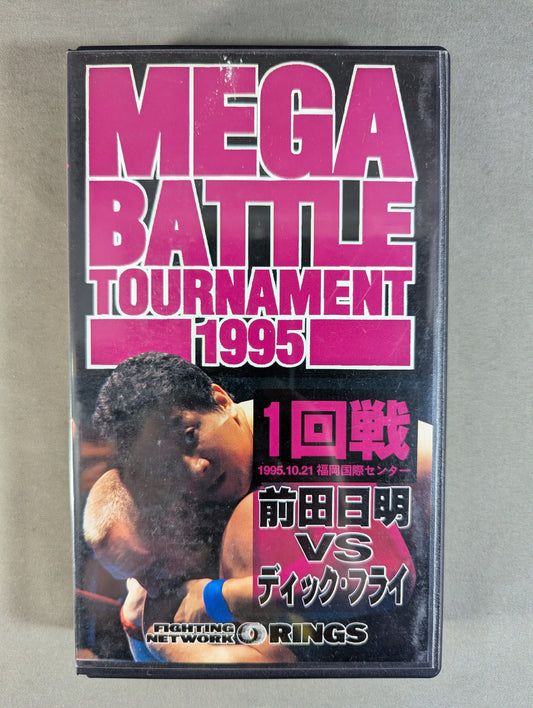 MEGA
BATTLE
TOURNAMENT
1995
1回戦
1995.10.21 福岡国際センター
前田日明
VS
ディック・フライ
FIGHTING
NETWORK RINGS